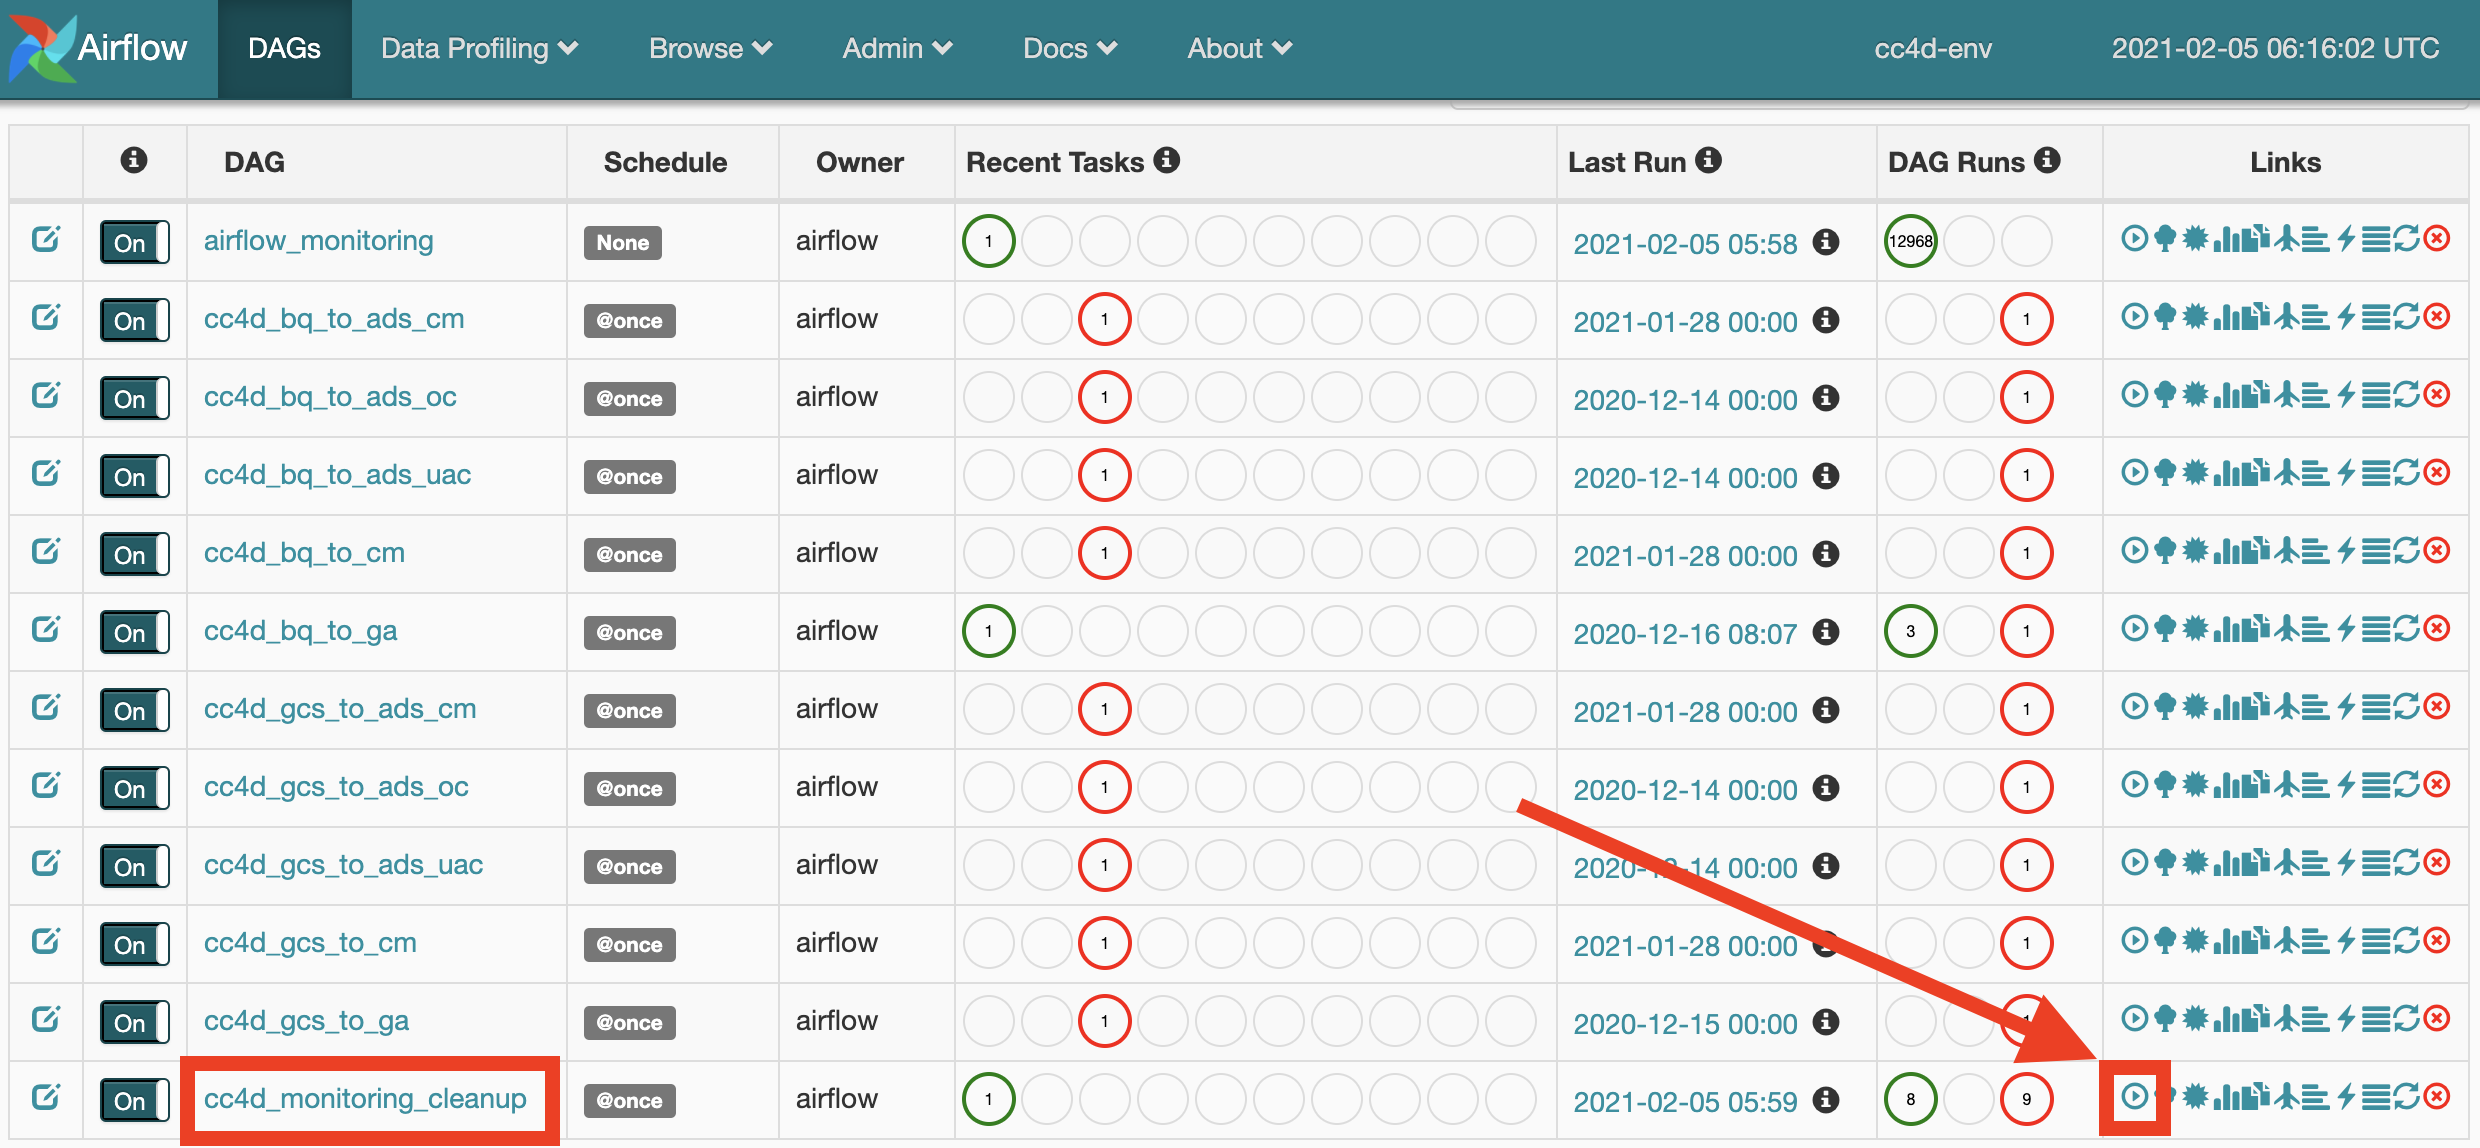 Airflow DAGs Data Profiling Browse Admin Docs About cc4d-env 2021-02-05 06:16:02 UTC
DAG Schedule Owner Recent Tasks Last Run DAG Runs Links
On airflow_monitoring None airflow 1 2021-02-05 05:58 12968
On cc4d_bq_to_ads_cm @once airflow 1 2021-01-28 00:00 1
On cc4d_bq_to_ads_oc @once airflow 1 2020-12-14 00:00 1
On cc4d_bq_to_ads_uac @once airflow 1 2020-12-14 00:00 1
On cc4d_bq_to_cm @once airflow 1 2021-01-28 00:00 1
On cc4d_bq_to_ga @once airflow 1 2020-12-16 08:07 3 1
On cc4d_gcs_to_ads_cm @once airflow 1 2021-01-28 00:00 1
On cc4d_gcs_to_ads_oc @once airflow 1 2020-12-14 00:00 1
On cc4d_gcs_to_ads_uac @once airflow 1 2020-12-14 00:00 1
On cc4d_gcs_to_cm @once airflow 1 2021-01-28 00:00 1
On cc4d_gcs_to_ga @once airflow 1 2020-12-15 00:00 1
On cc4d_monitoring_cleanup @once airflow 1 2021-02-05 05:59 8 9